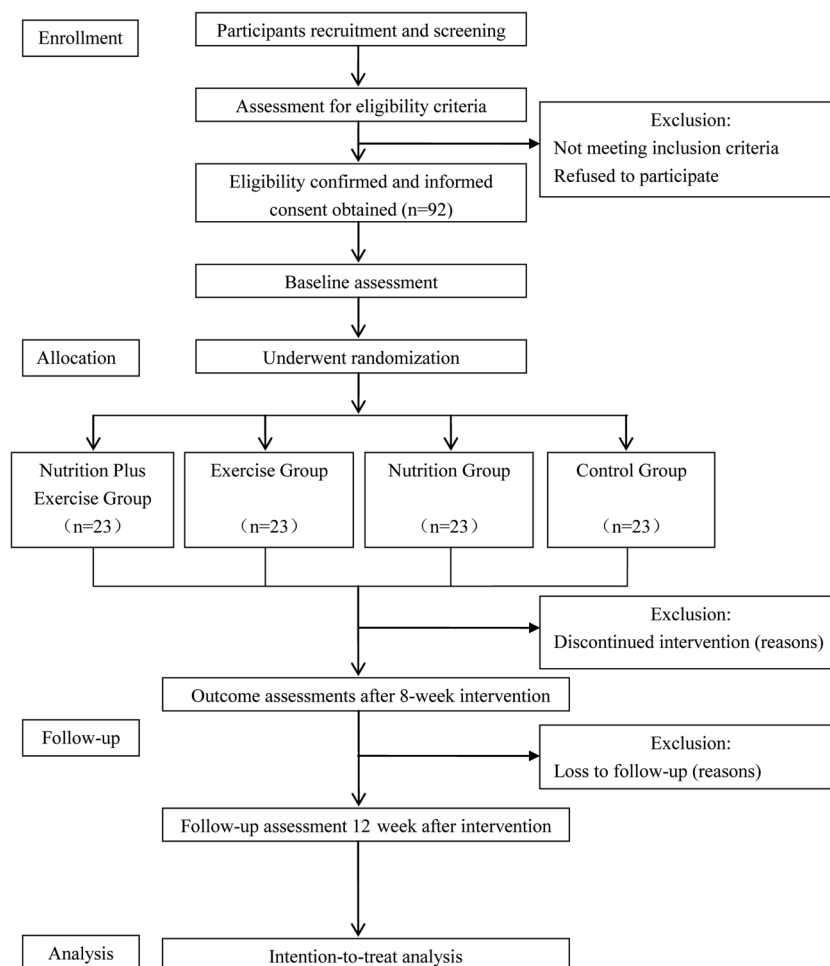 Enrollment
Participants recruitment and screening
Assessment for eligibility criteria
Exclusion:
Not meeting inclusion criteria
Refused to participate
Eligibility confirmed and informed
consent obtained (n=92)
Baseline assessment
Allocation
Underwent randomization
Nutrition Plus
Exercise Group
（n=23）
Exercise Group
（n=23）
Nutrition Group
（n=23）
Control Group
（n=23）
Exclusion:
Discontinued intervention (reasons)
Outcome assessments after 8-week intervention
Follow-up
Exclusion:
Loss to follow-up (reasons)
Follow-up assessment 12 week after intervention
Analysis
Intention-to-treat analysis